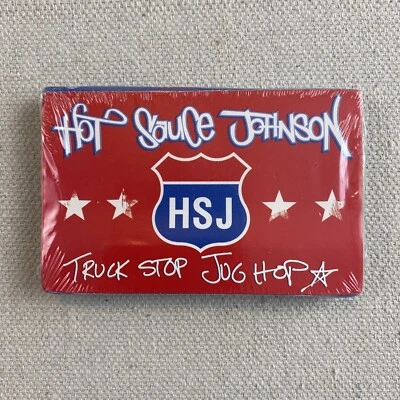 HOT SAUCE JOHNSON
HSJ
TRUCK STOP JUG HOP